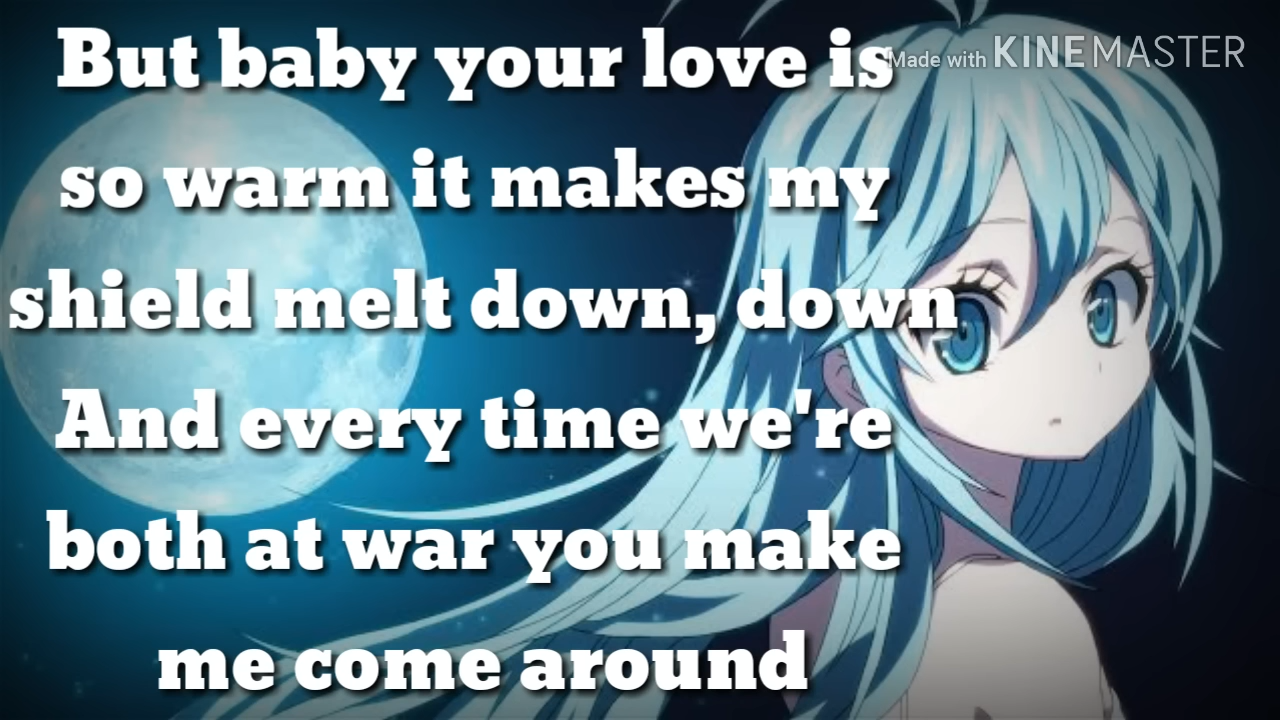 But baby your love is
Made with KINEMASTER
so warm it makes my
shield melt down, down
And every time we're
both at war you make
me come around